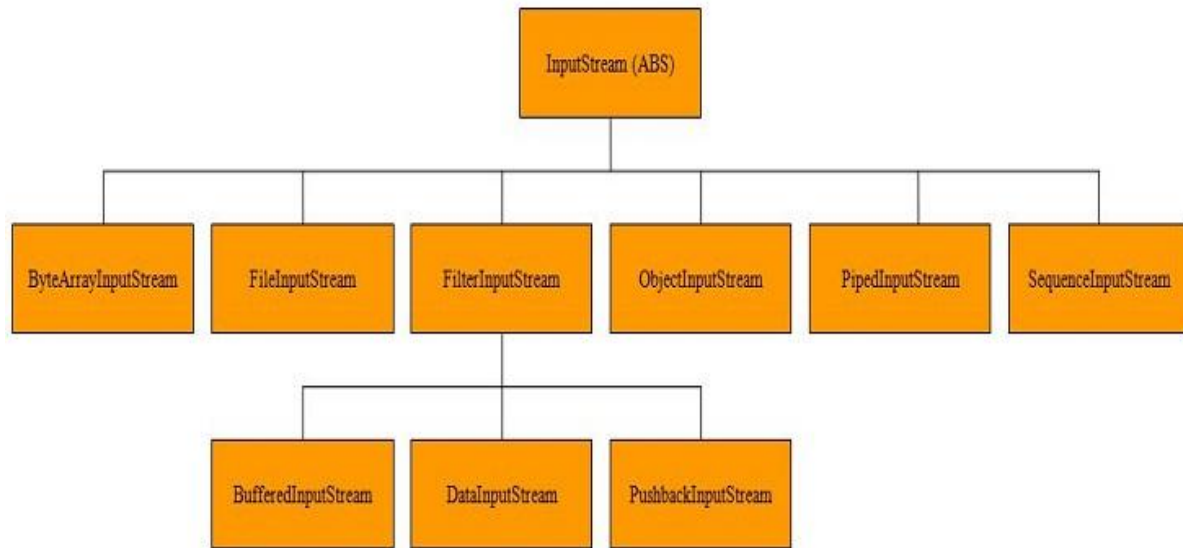 InputStream (ABS)
ByteArrayInputStream
FileInputStream
FilterInputStream
ObjectInputStream
PipedInputStream
SequenceInputStream
BufferedInputStream
DataInputStream
PushbackInputStream